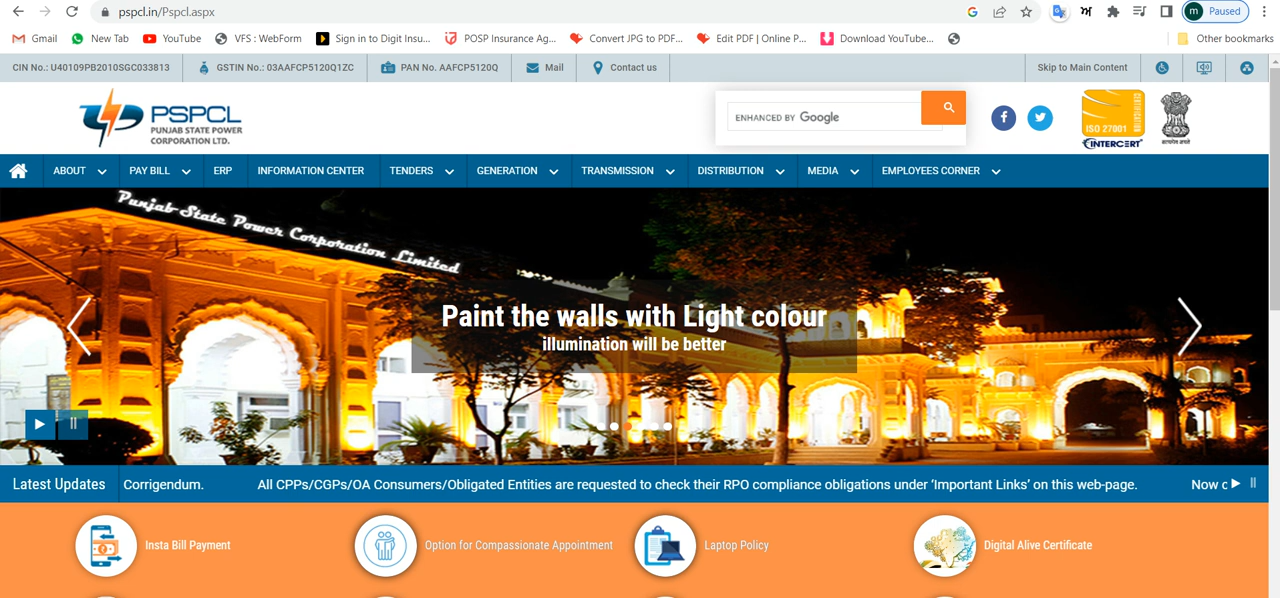 pspcl.in/Pspcl.aspx
m Paused
Gmail New Tab YouTube VFS : WebForm Sign in to Digit Insu... POSP Insurance Ag... Convert JPG to PDF... Edit PDF | Online P... Download YouTube... Other bookmarks
CIN No.: U40109PB2010SGC033813 GSTIN No.: 03AAFCP5120Q1ZC PAN No. AAFCP5120Q Mail Contact us Skip to Main Content
PSPCL
PUNJAB STATE POWER
CORPORATION LTD.
ENHANCED BY Google
CERTIFICATION
ISO 27001
INTERCERT
सत्यमेव जयते
ABOUT PAY BILL ERP INFORMATION CENTER TENDERS GENERATION TRANSMISSION DISTRIBUTION MEDIA EMPLOYEES CORNER
Punjab State Power Corporation Limited
Paint the walls with Light colour
illumination will be better
Latest Updates Corrigendum. All CPPs/CGPs/OA Consumers/Obligated Entities are requested to check their RPO compliance obligations under ‘Important Links’ on this web-page. Now
Insta Bill Payment Option for Compassionate Appointment Laptop Policy Digital Alive Certificate